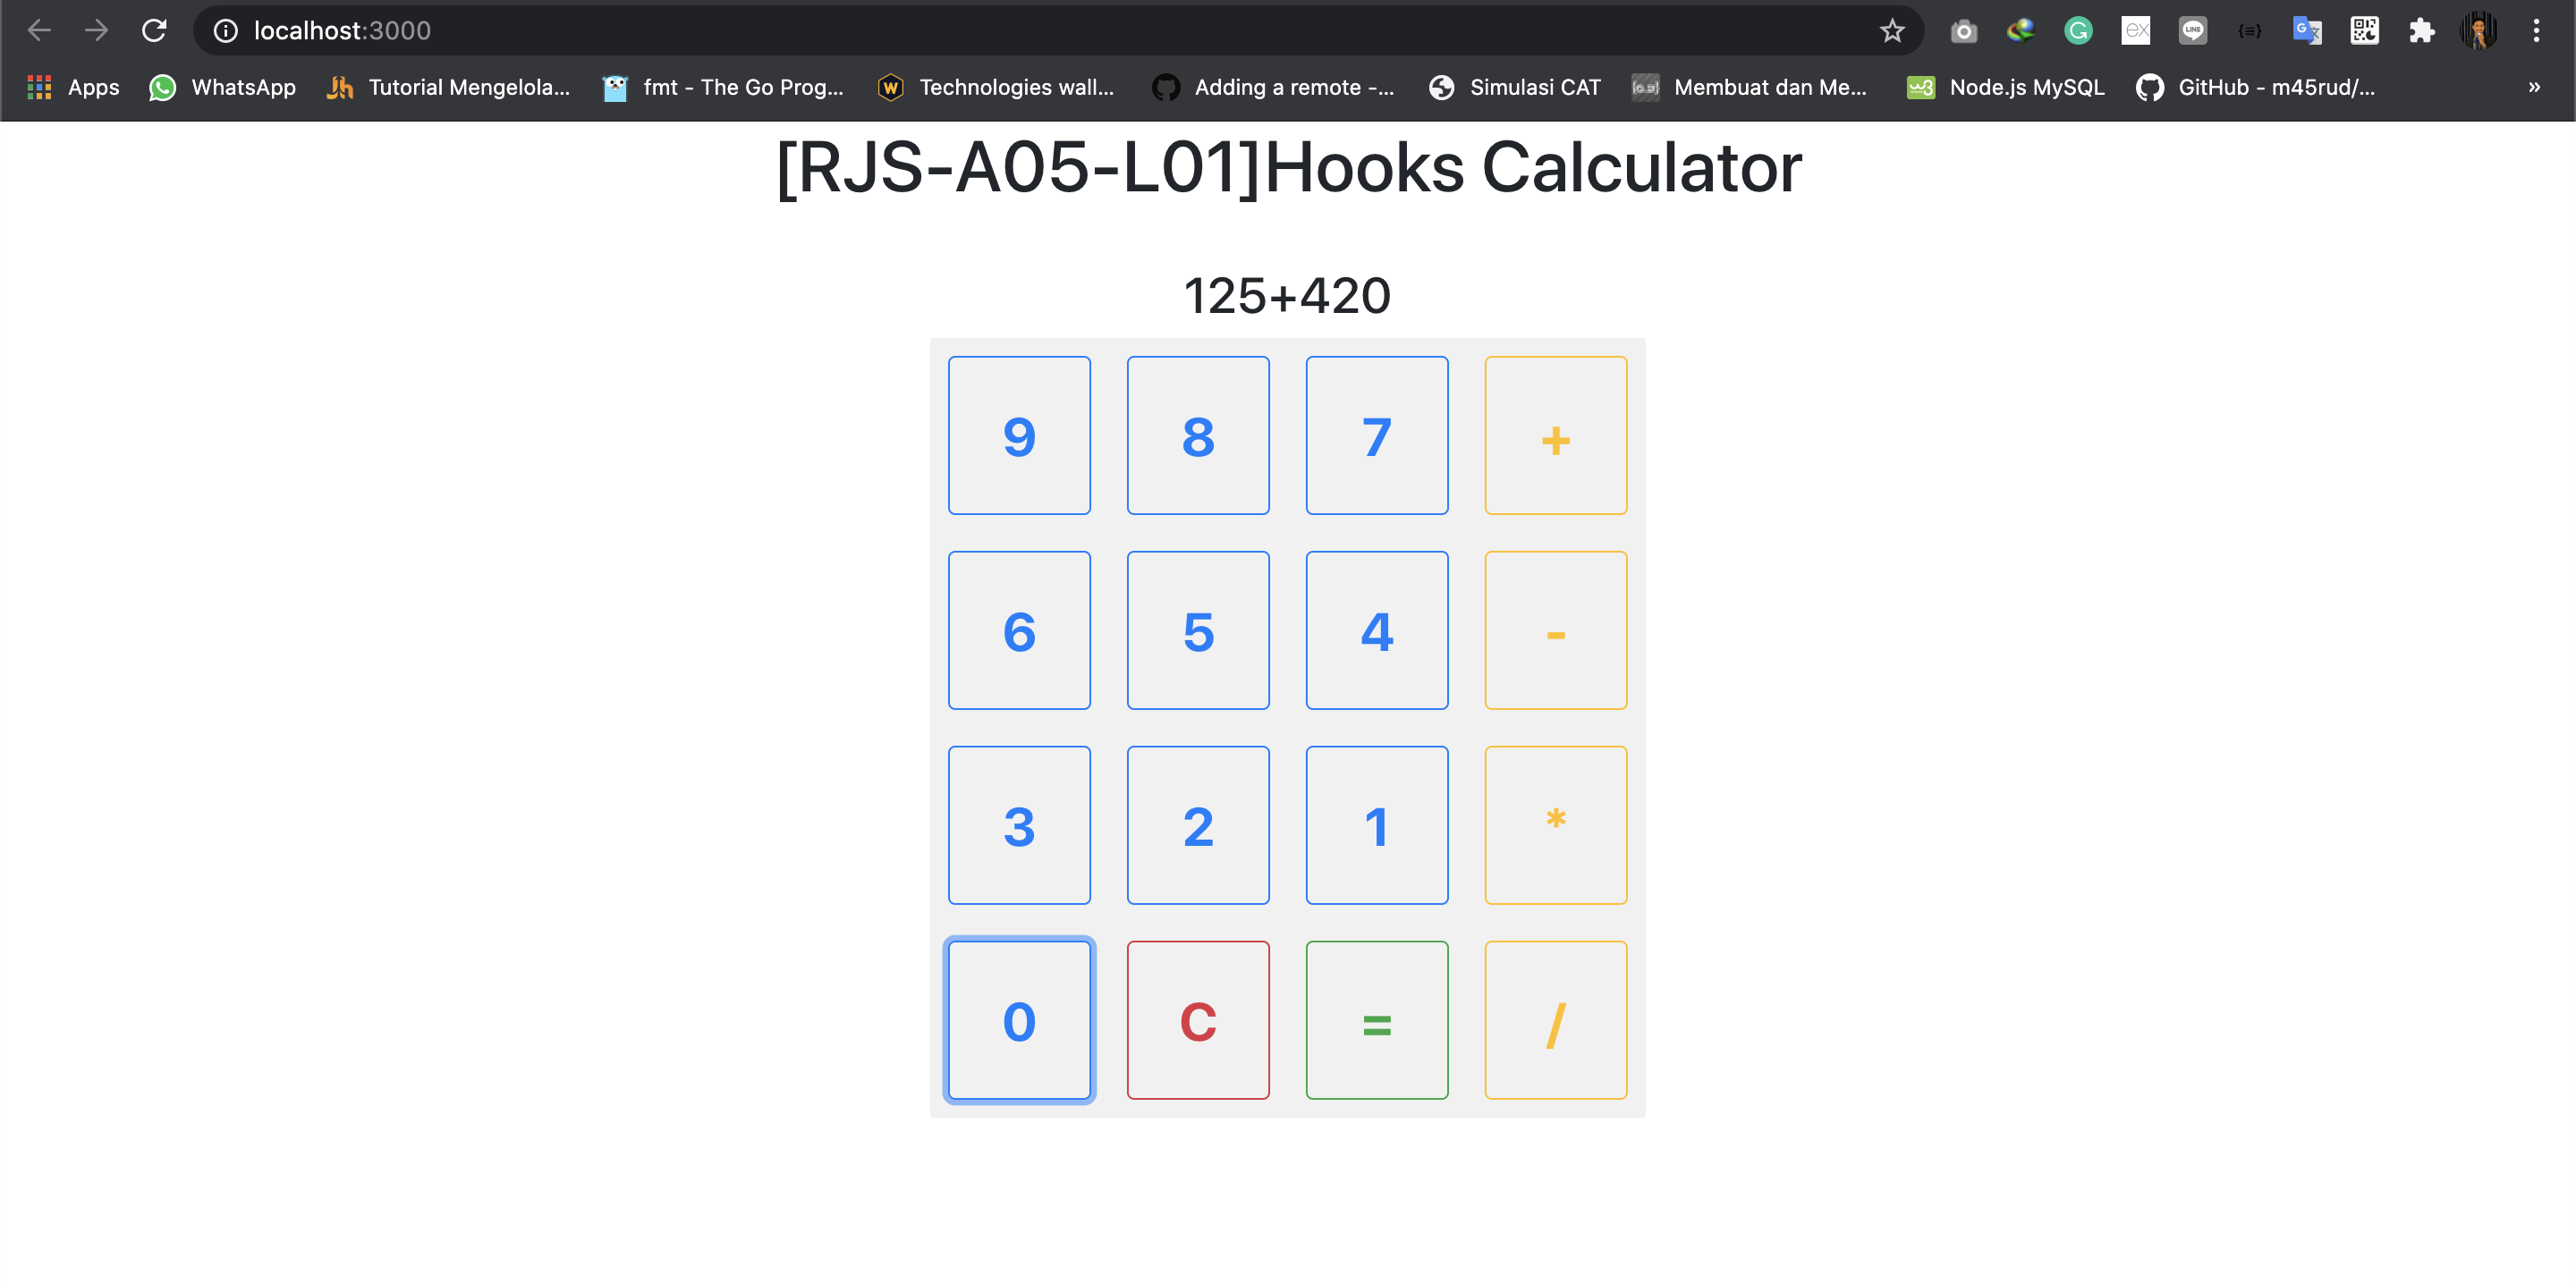 localhost:3000
Apps WhatsApp Tutorial Mengelola... fmt - The Go Prog... Technologies wall... Adding a remote -... Simulasi CAT Membuat dan Me... Node.js MySQL GitHub - m45rud/... »
[RJS-A05-L01]Hooks Calculator
125+420
9 8 7 +
6 5 4 -
3 2 1 *
0 C = /